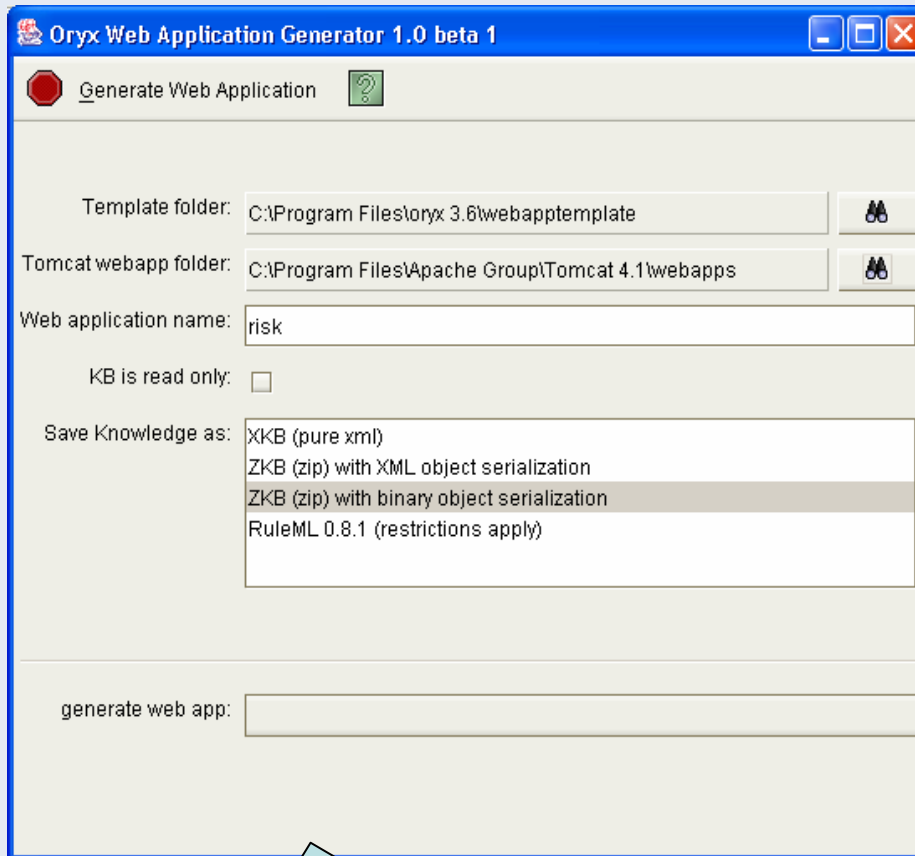 Oryx Web Application Generator 1.0 beta 1
Generate Web Application
Template folder: C:\Program Files\oryx 3.6\webapptemplate
Tomcat webapp folder: C:\Program Files\Apache Group\Tomcat 4.1\webapps
Web application name: risk
KB is read only:
Save Knowledge as: XKB (pure xml)
ZKB (zip) with XML object serialization
ZKB (zip) with binary object serialization
RuleML 0.8.1 (restrictions apply)
generate web app: